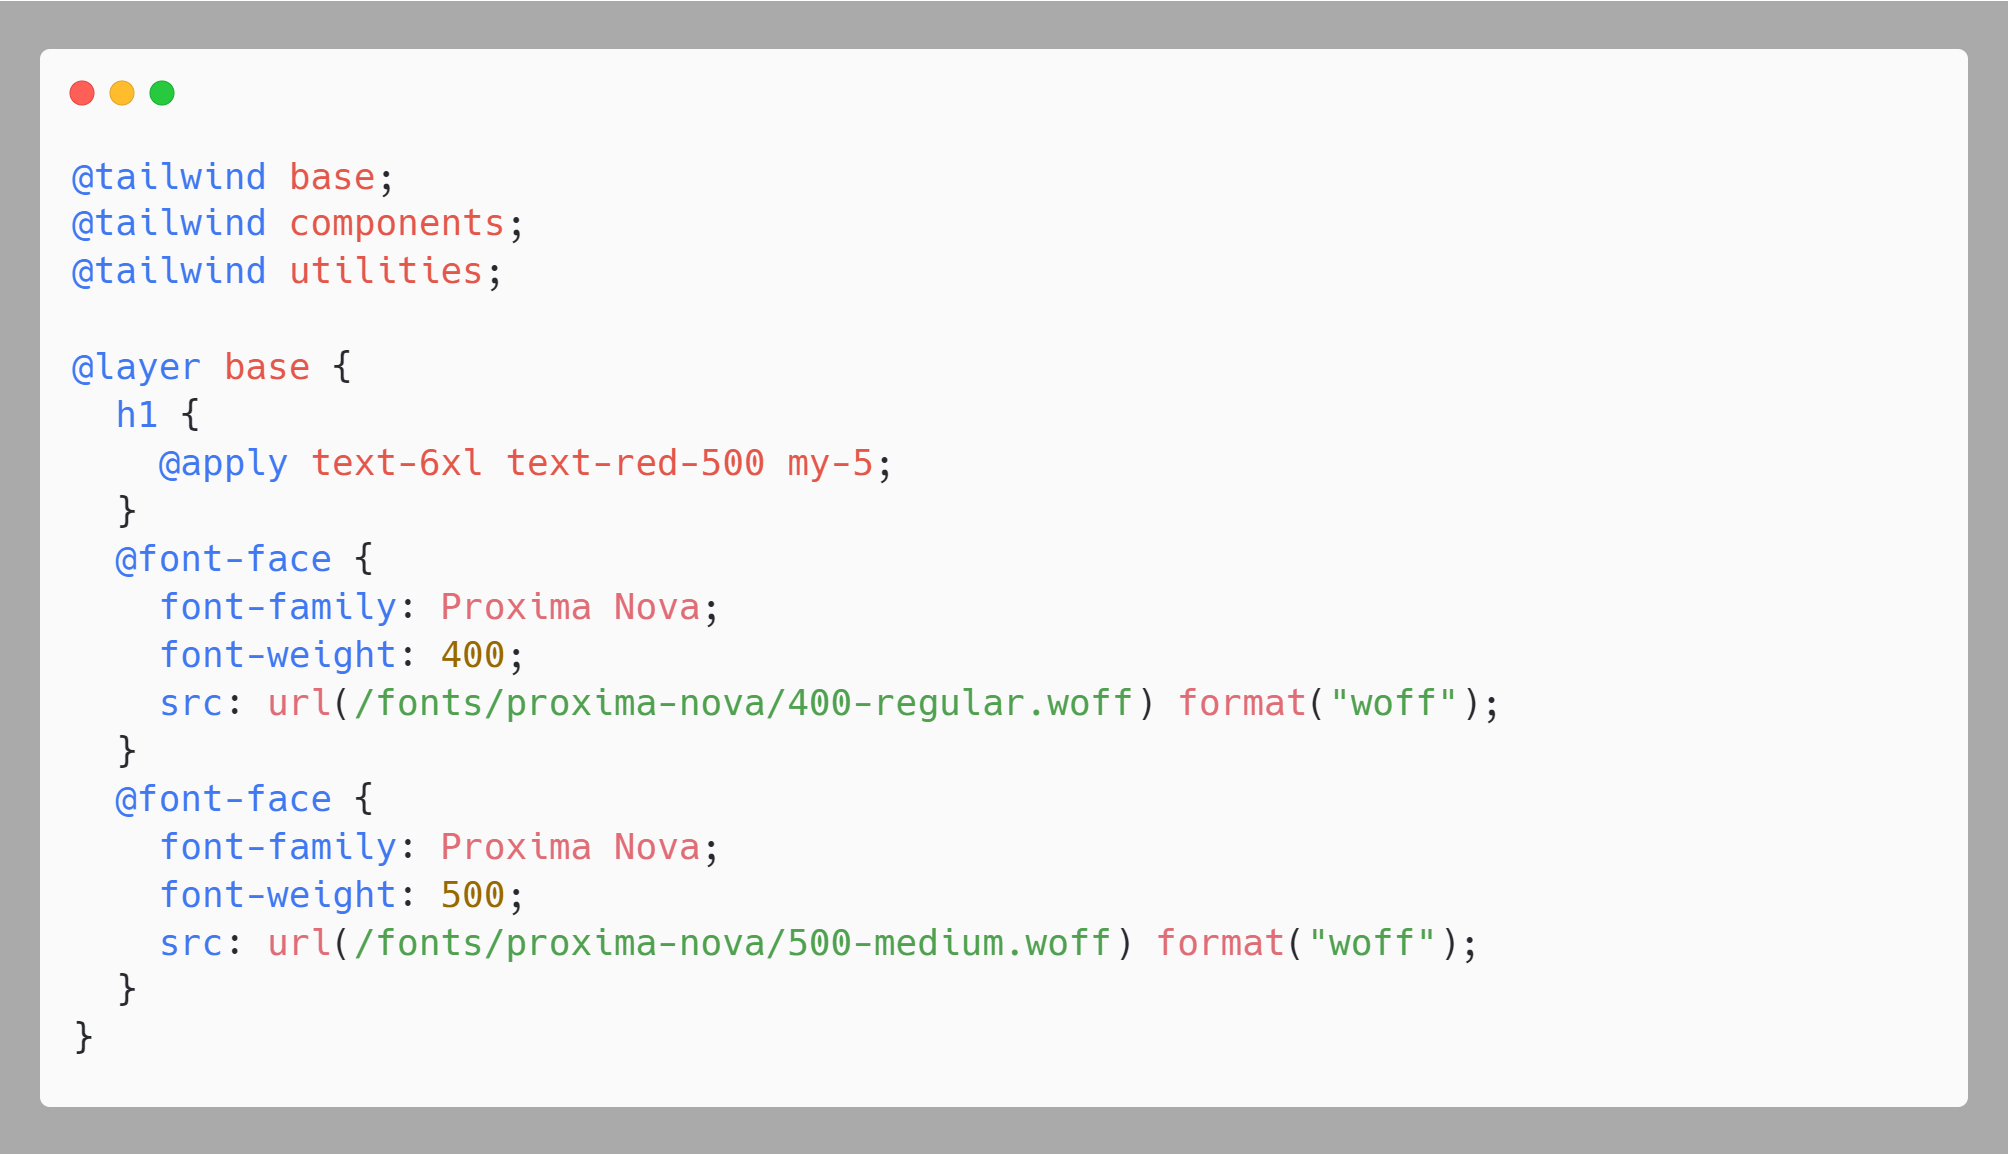 @tailwind base;
@tailwind components;
@tailwind utilities;

@layer base {
  h1 {
    @apply text-6xl text-red-500 my-5;
  }
  @font-face {
    font-family: Proxima Nova;
    font-weight: 400;
    src: url(/fonts/proxima-nova/400-regular.woff) format("woff");
  }
  @font-face {
    font-family: Proxima Nova;
    font-weight: 500;
    src: url(/fonts/proxima-nova/500-medium.woff) format("woff");
  }
}